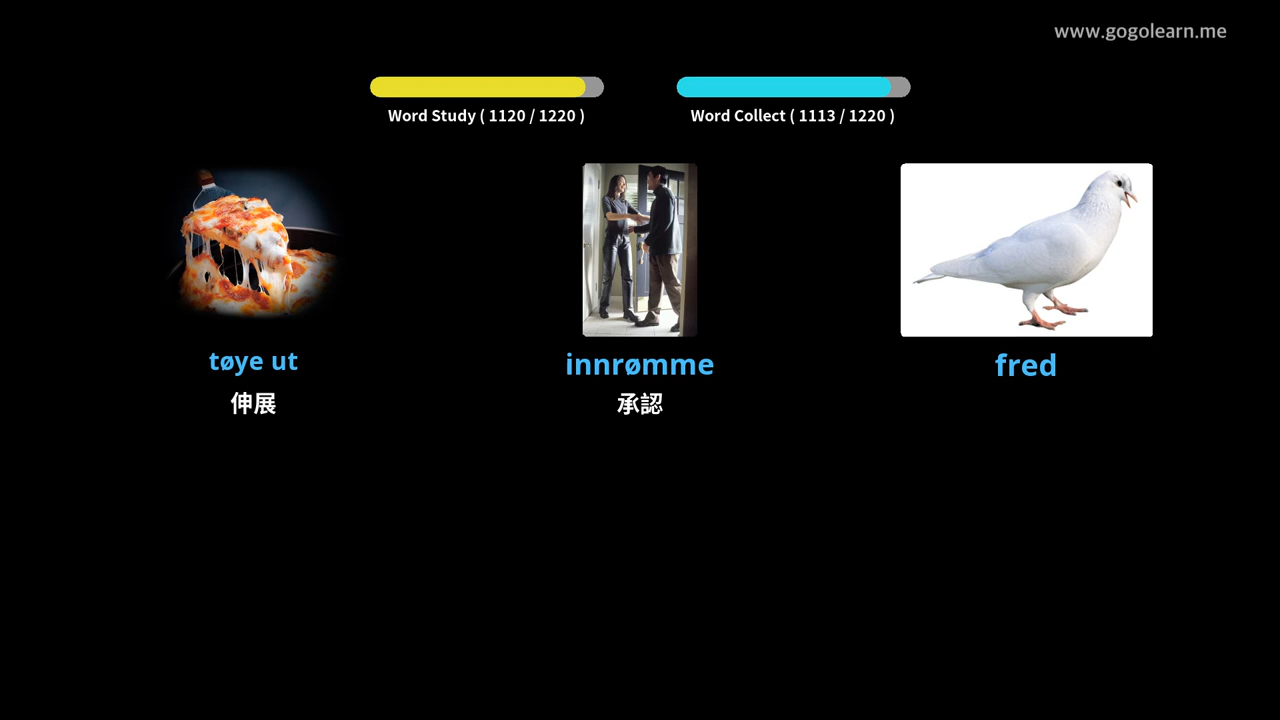 www.gogolearn.me
Word Study ( 1120 / 1220 )
Word Collect ( 1113 / 1220 )
tøye ut
伸展
innrømme
承認
fred